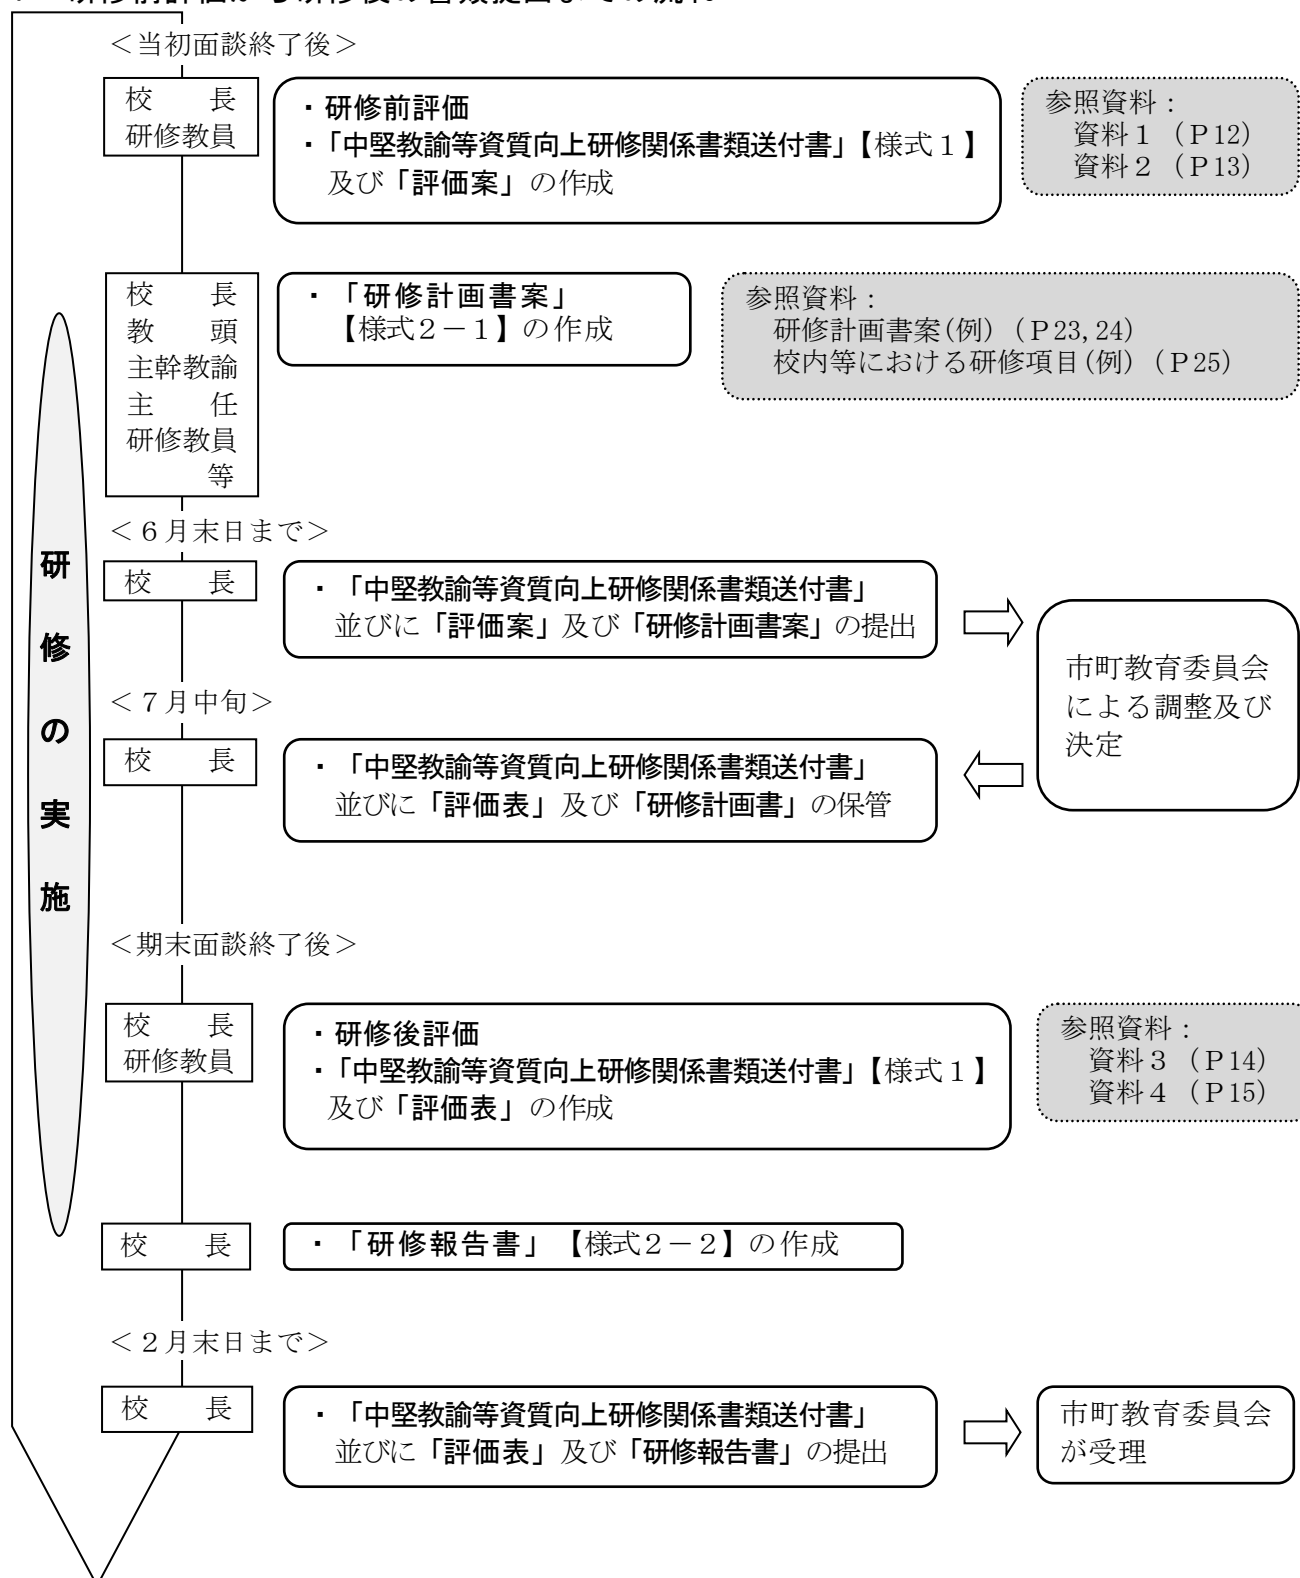 研修前評価から研修後の書類提出までの流れ
＜当初面談終了後＞
校　　長
研修教員
・研修前評価
・「中堅教諭等資質向上研修関係書類送付書」【様式１】
及び「評価案」の作成
参照資料：
資料１（Ｐ12）
資料２（Ｐ13）
校　　長
教　　頭
主幹教諭
主　　任
研修教員
等
・「研修計画書案」
【様式２－１】の作成
参照資料：
研修計画書案(例)（Ｐ23,24）
校内等における研修項目(例)（Ｐ25）
研修の実施
＜６月末日まで＞
校　　長
・「中堅教諭等資質向上研修関係書類送付書」
並びに「評価案」及び「研修計画書案」の提出
市町教育委員会
による調整及び
決定
＜７月中旬＞
校　　長
・「中堅教諭等資質向上研修関係書類送付書」
並びに「評価表」及び「研修計画書」の保管
＜期末面談終了後＞
校　　長
研修教員
・研修後評価
・「中堅教諭等資質向上研修関係書類送付書」【様式１】
及び「評価表」の作成
参照資料：
資料３（Ｐ14）
資料４（Ｐ15）
校　　長
・「研修報告書」【様式２－２】の作成
＜２月末日まで＞
校　　長
・「中堅教諭等資質向上研修関係書類送付書」
並びに「評価表」及び「研修報告書」の提出
市町教育委員会
が受理